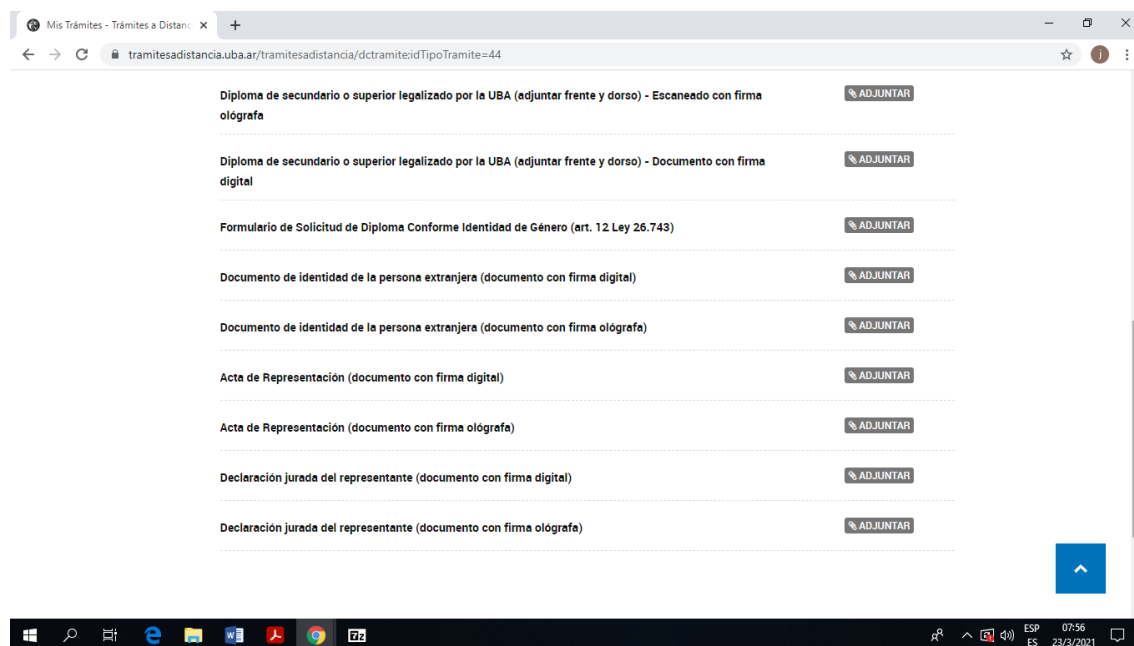 Mis Trámites - Trámites a Distanc
tramitesadistancia.uba.ar/tramitesadistancia/dctramite;idTipoTramite=44
j
Diploma de secundario o superior legalizado por la UBA (adjuntar frente y dorso) - Escaneado con firma
ológrafa
ADJUNTAR
Diploma de secundario o superior legalizado por la UBA (adjuntar frente y dorso) - Documento con firma
digital
ADJUNTAR
Formulario de Solicitud de Diploma Conforme Identidad de Género (art. 12 Ley 26.743)
ADJUNTAR
Documento de identidad de la persona extranjera (documento con firma digital)
ADJUNTAR
Documento de identidad de la persona extranjera (documento con firma ológrafa)
ADJUNTAR
Acta de Representación (documento con firma digital)
ADJUNTAR
Acta de Representación (documento con firma ológrafa)
ADJUNTAR
Declaración jurada del representante (documento con firma digital)
ADJUNTAR
Declaración jurada del representante (documento con firma ológrafa)
ADJUNTAR
ESP
ES
07:56
23/3/2021